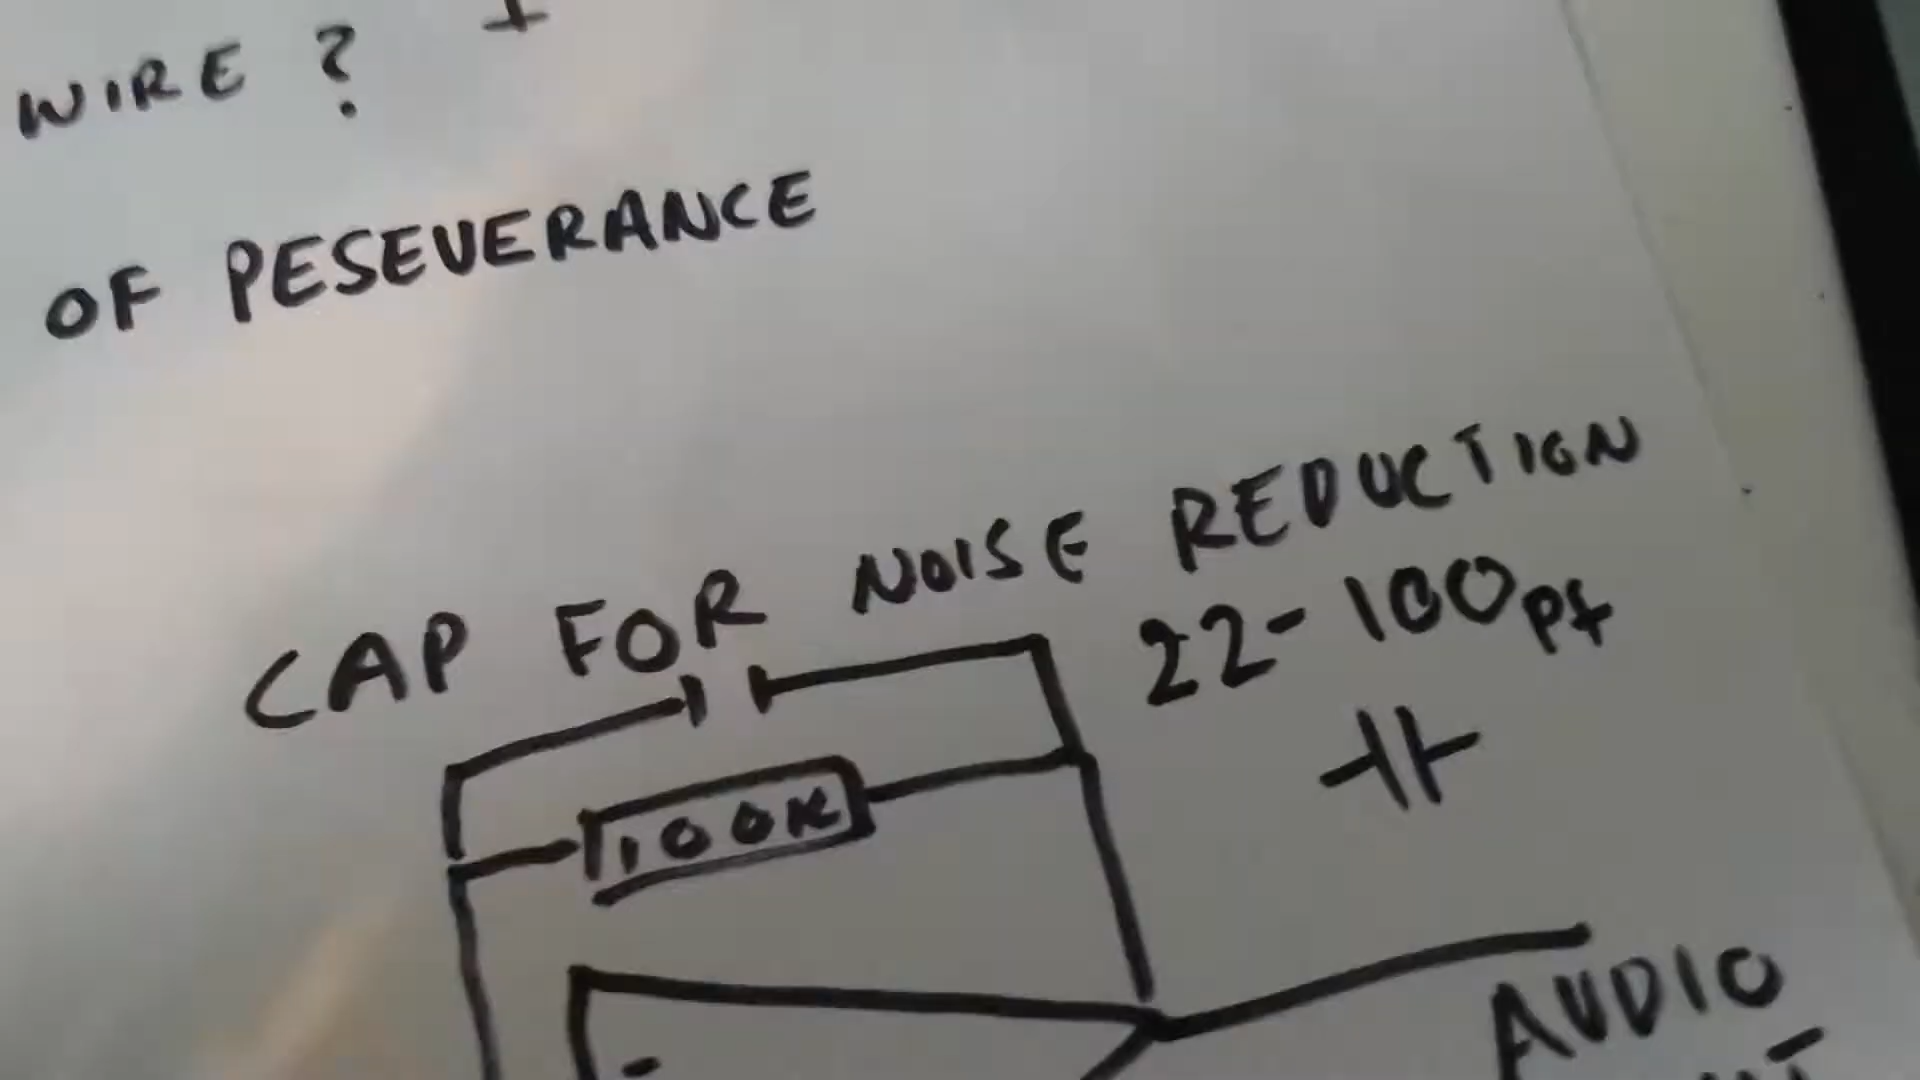 WIRE ? +
OF PESEVERANCE
CAP FOR NOISE REDUCTION
22-100pf
100K
-
AUDIO